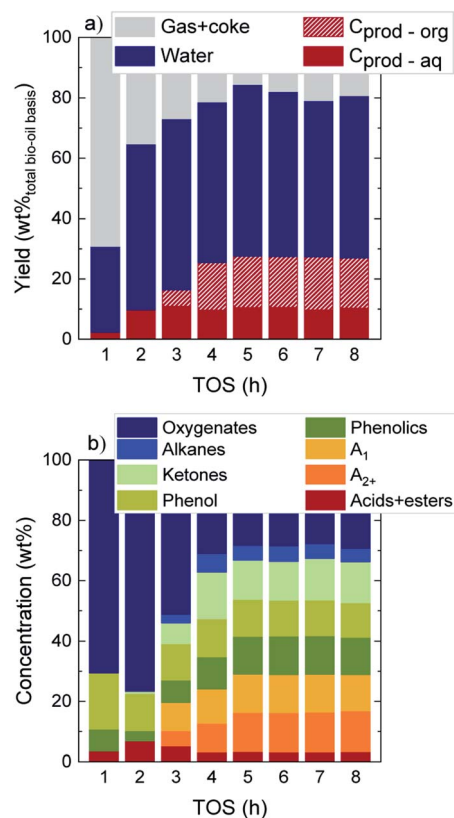 a)
Gas+coke
Water
Cprod - org
Cprod - aq
100
80
60
40
20
0
Yield (wt%total bio-oil basis)
1 2 3 4 5 6 7 8
TOS (h)
b)
Oxygenates
Alkanes
Ketones
Phenol
Phenolics
A1
A2+
Acids+esters
100
80
60
40
20
0
Concentration (wt%)
1 2 3 4 5 6 7 8
TOS (h)